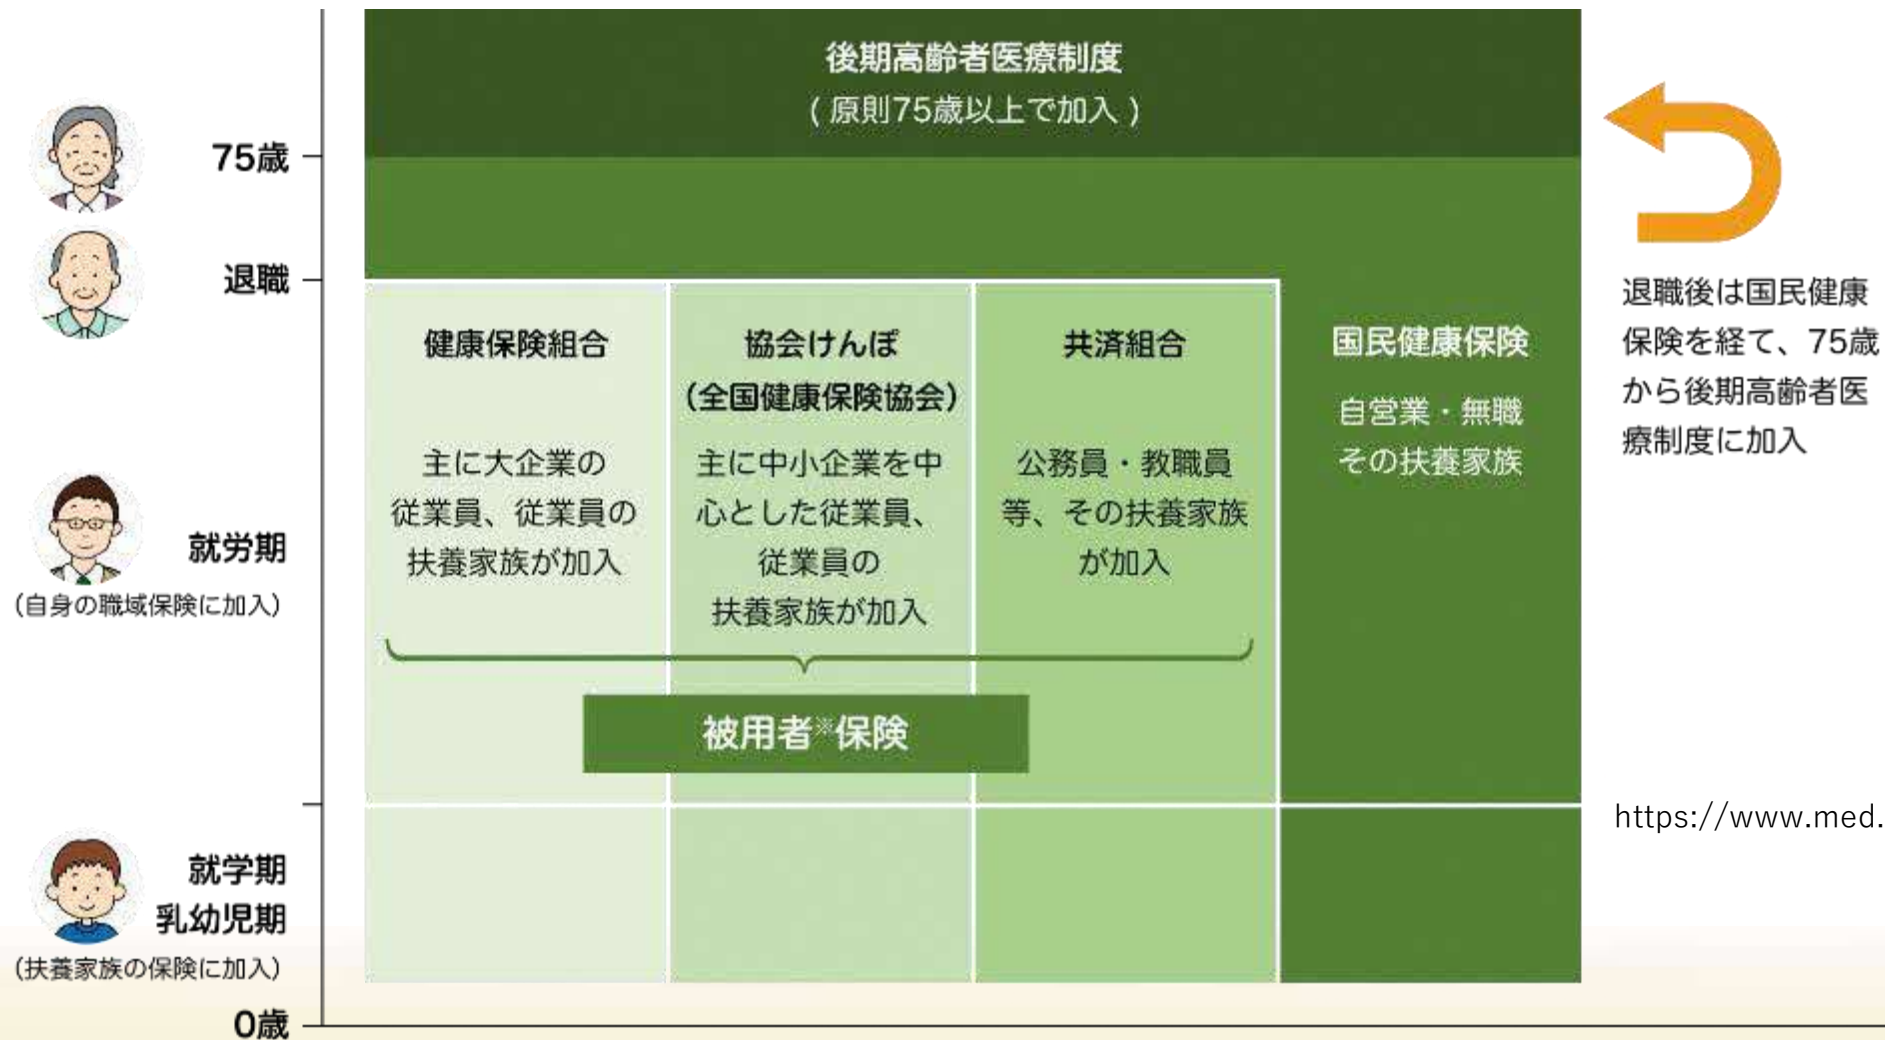 後期高齢者医療制度
(原則75歳以上で加入)
75歳
退職
健康保険組合
主に大企業の
従業員、従業員の
扶養家族が加入
協会けんぽ
(全国健康保険協会)
主に中小企業を中
心とした従業員、
従業員の
扶養家族が加入
共済組合
公務員・教職員
等、その扶養家族
が加入
国民健康保険
自営業・無職
その扶養家族
退職後は国民健康
保険を経て、75歳
から後期高齢者医
療制度に加入
就労期
(自身の職域保険に加入)
被用者※保険
https://www.med.
就学期
乳幼児期
(扶養家族の保険に加入)
0歳